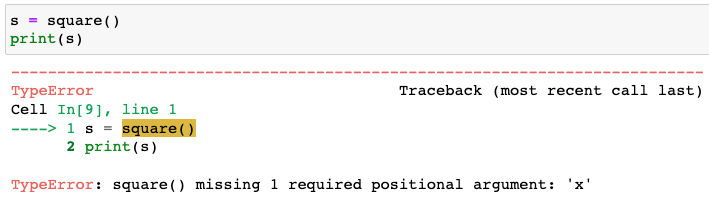 s = square()
print(s)
---------------------------------------------------------------------------
TypeError                                 Traceback (most recent call last)
Cell In[9], line 1
----> 1 s = square()
      2 print(s)
TypeError: square() missing 1 required positional argument: 'x'